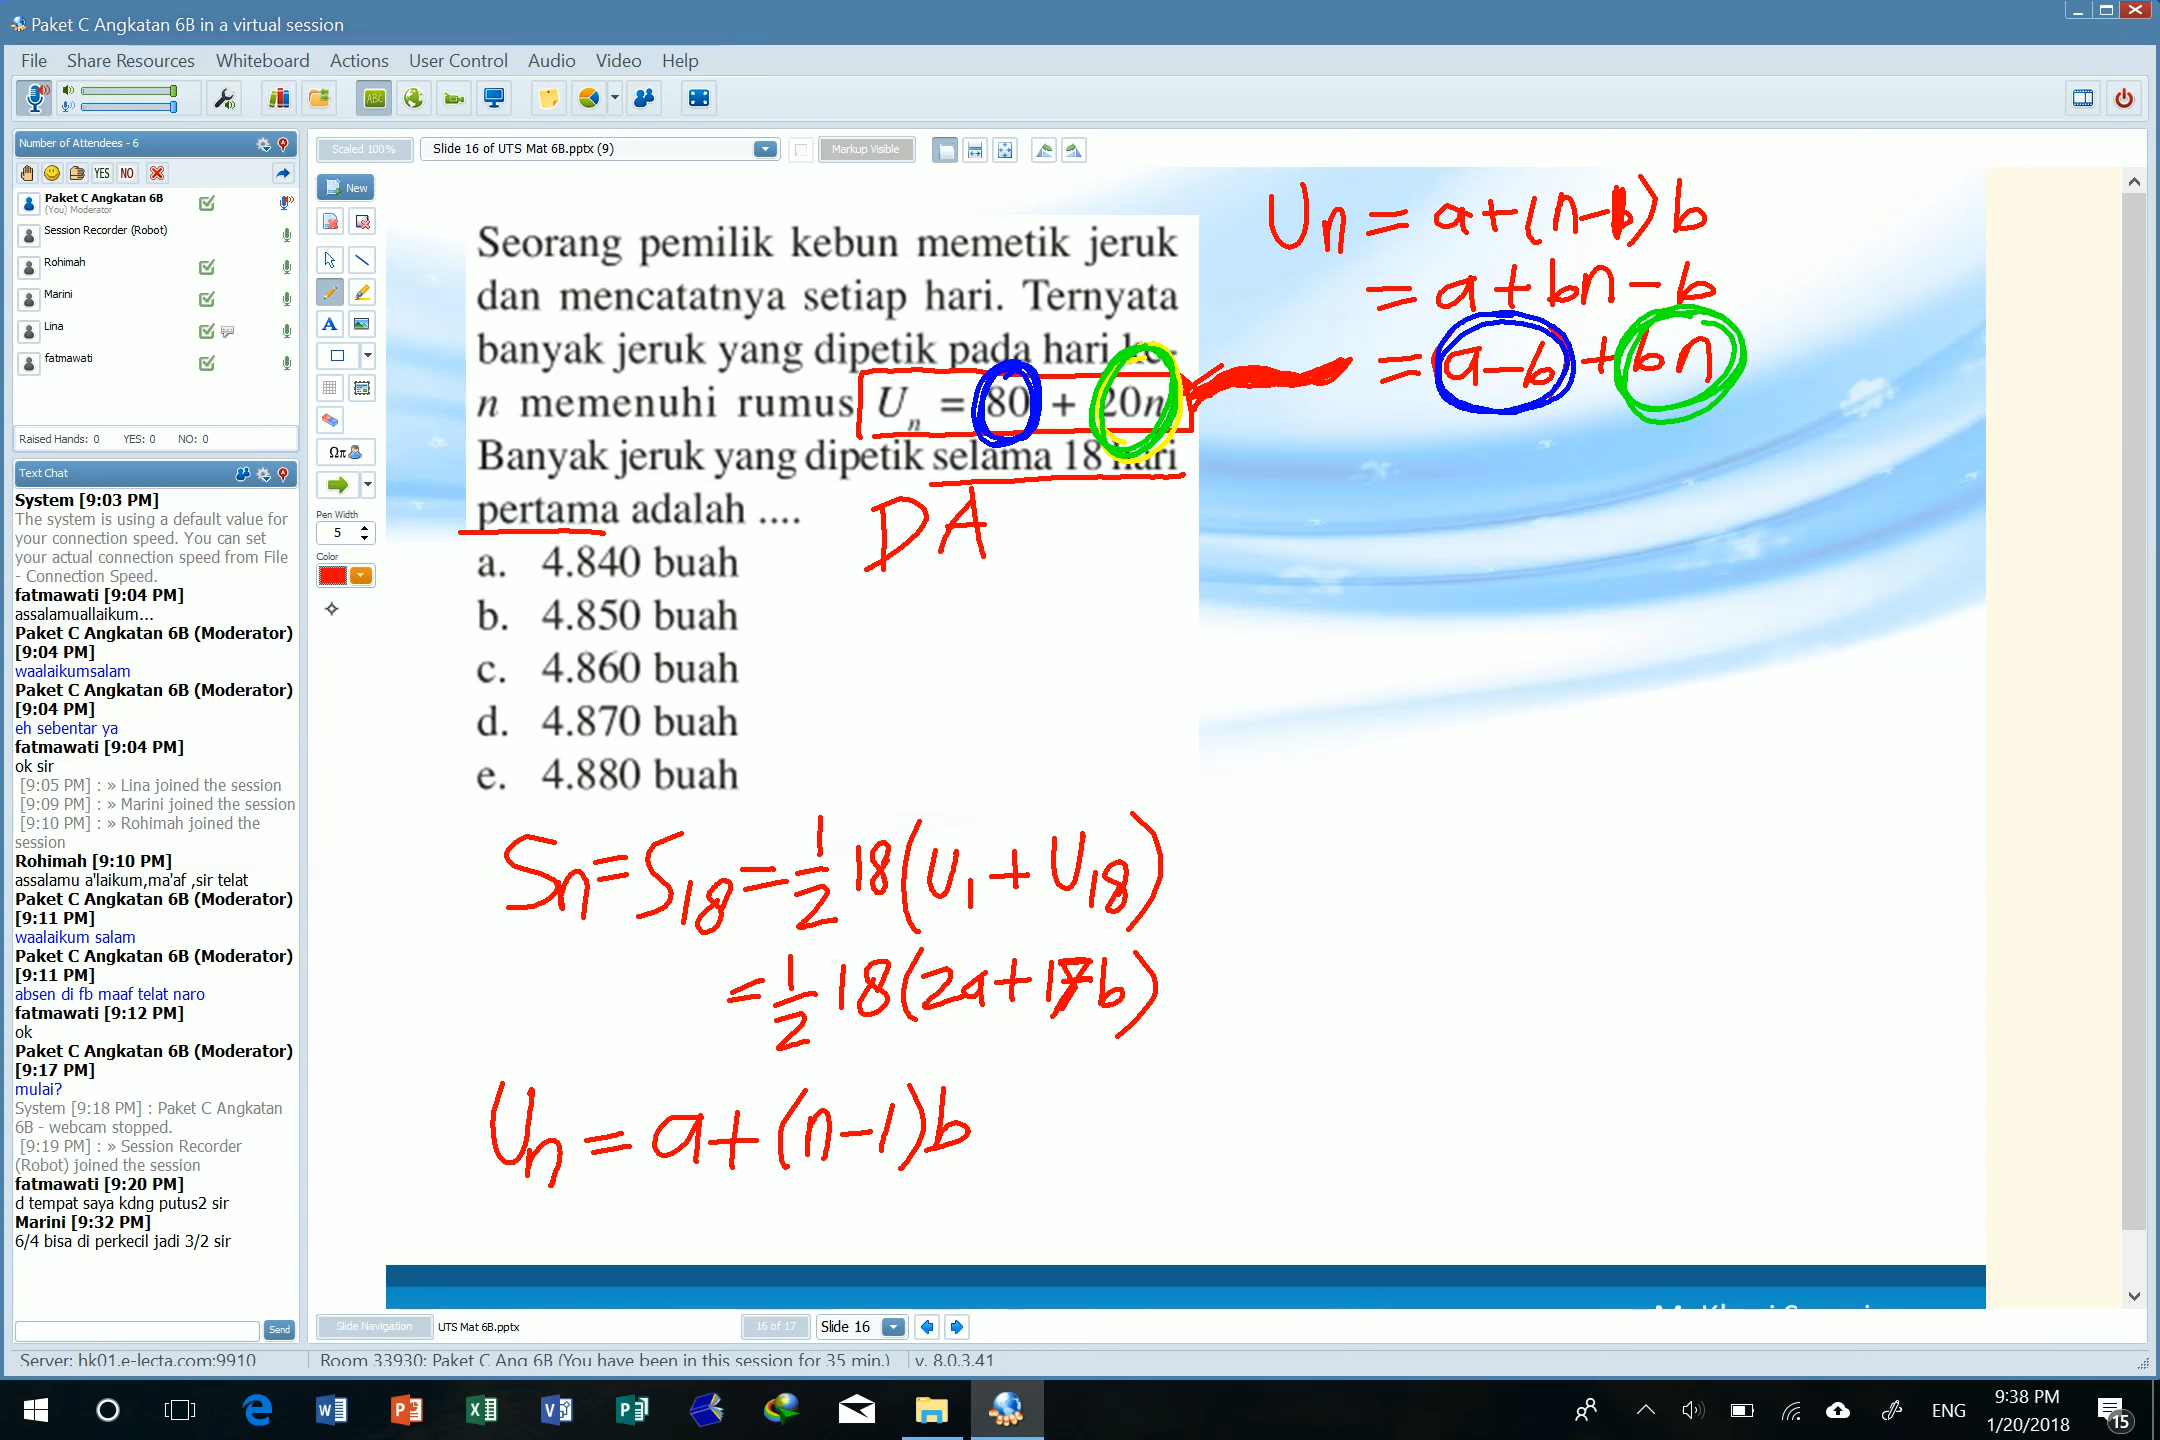 Paket C Angkatan 6B in a virtual session
File Share Resources Whiteboard Actions User Control Audio Video Help
Number of Attendees - 6
YES NO
Paket C Angkatan 6B
(You) Moderator
Session Recorder (Robot)
Rohimah
Marini
Lina
fatmawati
Raised Hands: 0 YES: 0 NO: 0
Text Chat
System [9:03 PM]
The system is using a default value for
your connection speed. You can set
your actual connection speed from File
- Connection Speed.
fatmawati [9:04 PM]
assalamuallaikum...
Paket C Angkatan 6B (Moderator)
[9:04 PM]
waalaikumsalam
Paket C Angkatan 6B (Moderator)
[9:04 PM]
eh sebentar ya
fatmawati [9:04 PM]
ok sir
[9:05 PM] : » Lina joined the session
[9:09 PM] : » Marini joined the session
[9:10 PM] : » Rohimah joined the
session
Rohimah [9:10 PM]
assalamu a'laikum,ma'af ,sir telat
Paket C Angkatan 6B (Moderator)
[9:11 PM]
waalaikum salam
Paket C Angkatan 6B (Moderator)
[9:11 PM]
absen di fb maaf telat naro
fatmawati [9:12 PM]
ok
Paket C Angkatan 6B (Moderator)
[9:17 PM]
mulai?
System [9:18 PM] : Paket C Angkatan
6B - webcam stopped.
[9:19 PM] : » Session Recorder
(Robot) joined the session
fatmawati [9:20 PM]
d tempat saya kdng putus2 sir
Marini [9:32 PM]
6/4 bisa di perkecil jadi 3/2 sir
Send
Scaled 100% Slide 16 of UTS Mat 6B.pptx (9) Markup Visible
New
A
Ωπ
Pen Width
5
Color
Seorang pemilik kebun memetik jeruk
dan mencatatnya setiap hari. Ternyata
banyak jeruk yang dipetik pada hari ke-
n memenuhi rumus Un = 80 + 20n
Banyak jeruk yang dipetik selama 18 hari
pertama adalah ....
a. 4.840 buah
b. 4.850 buah
c. 4.860 buah
d. 4.870 buah
e. 4.880 buah
DA
Un = a+(n-1)b
= a+bn-b
= a-b+bn
Sn=S18=1/2 18(U1+U18)
=1/2 18(2a+17b)
Un = a+(n-1)b
Slide Navigation UTS Mat 6B.pptx 16 of 17 Slide 16
Server: hk01.e-lecta.com:9910 Room 33930: Paket C Ang 6B (You have been in this session for 35 min.) v. 8.0.3.41
ENG
9:38 PM
1/20/2018
15